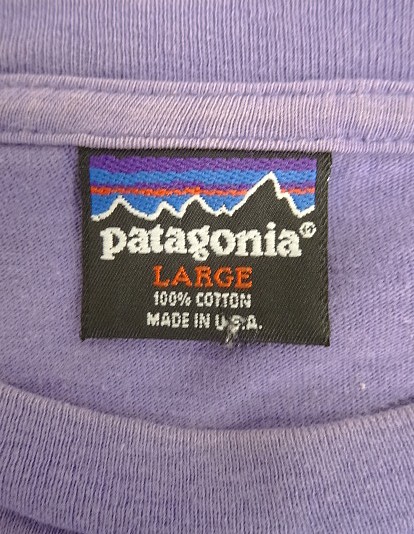 patagonia®
LARGE
100% COTTON
MADE IN U.S.A.